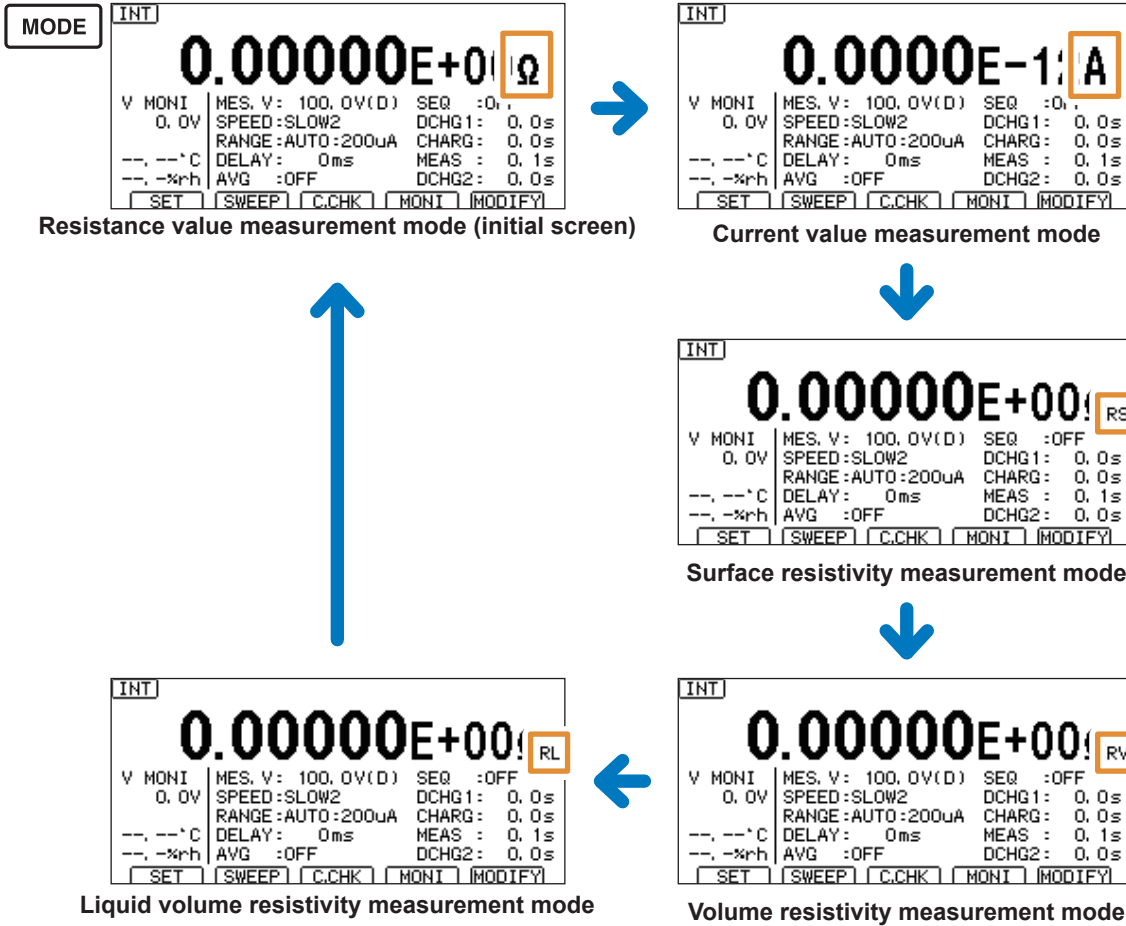 MODE
INT
0.00000E+0 Ω
V MONI MES.V: 100.0V(D) SEQ :OFF
0.0V SPEED:SLOW2 DCHG1: 0.0s
RANGE:AUTO:200uA CHARG: 0.0s
--.--°C DELAY: 0ms MEAS : 0.1s
--.-%rh AVG :OFF DCHG2: 0.0s
SET SWEEP C.CHK MONI MODIFY
Resistance value measurement mode (initial screen)
INT
0.0000E-12 A
V MONI MES.V: 100.0V(D) SEQ :OFF
0.0V SPEED:SLOW2 DCHG1: 0.0s
RANGE:AUTO:200uA CHARG: 0.0s
--.--°C DELAY: 0ms MEAS : 0.1s
--.-%rh AVG :OFF DCHG2: 0.0s
SET SWEEP C.CHK MONI MODIFY
Current value measurement mode
INT
0.00000E+00 RS
V MONI MES.V: 100.0V(D) SEQ :OFF
0.0V SPEED:SLOW2 DCHG1: 0.0s
RANGE:AUTO:200uA CHARG: 0.0s
--.--°C DELAY: 0ms MEAS : 0.1s
--.-%rh AVG :OFF DCHG2: 0.0s
SET SWEEP C.CHK MONI MODIFY
Surface resistivity measurement mode
INT
0.00000E+00 RL
V MONI MES.V: 100.0V(D) SEQ :OFF
0.0V SPEED:SLOW2 DCHG1: 0.0s
RANGE:AUTO:200uA CHARG: 0.0s
--.--°C DELAY: 0ms MEAS : 0.1s
--.-%rh AVG :OFF DCHG2: 0.0s
SET SWEEP C.CHK MONI MODIFY
Liquid volume resistivity measurement mode
INT
0.00000E+00 RV
V MONI MES.V: 100.0V(D) SEQ :OFF
0.0V SPEED:SLOW2 DCHG1: 0.0s
RANGE:AUTO:200uA CHARG: 0.0s
--.--°C DELAY: 0ms MEAS : 0.1s
--.-%rh AVG :OFF DCHG2: 0.0s
SET SWEEP C.CHK MONI MODIFY
Volume resistivity measurement mode